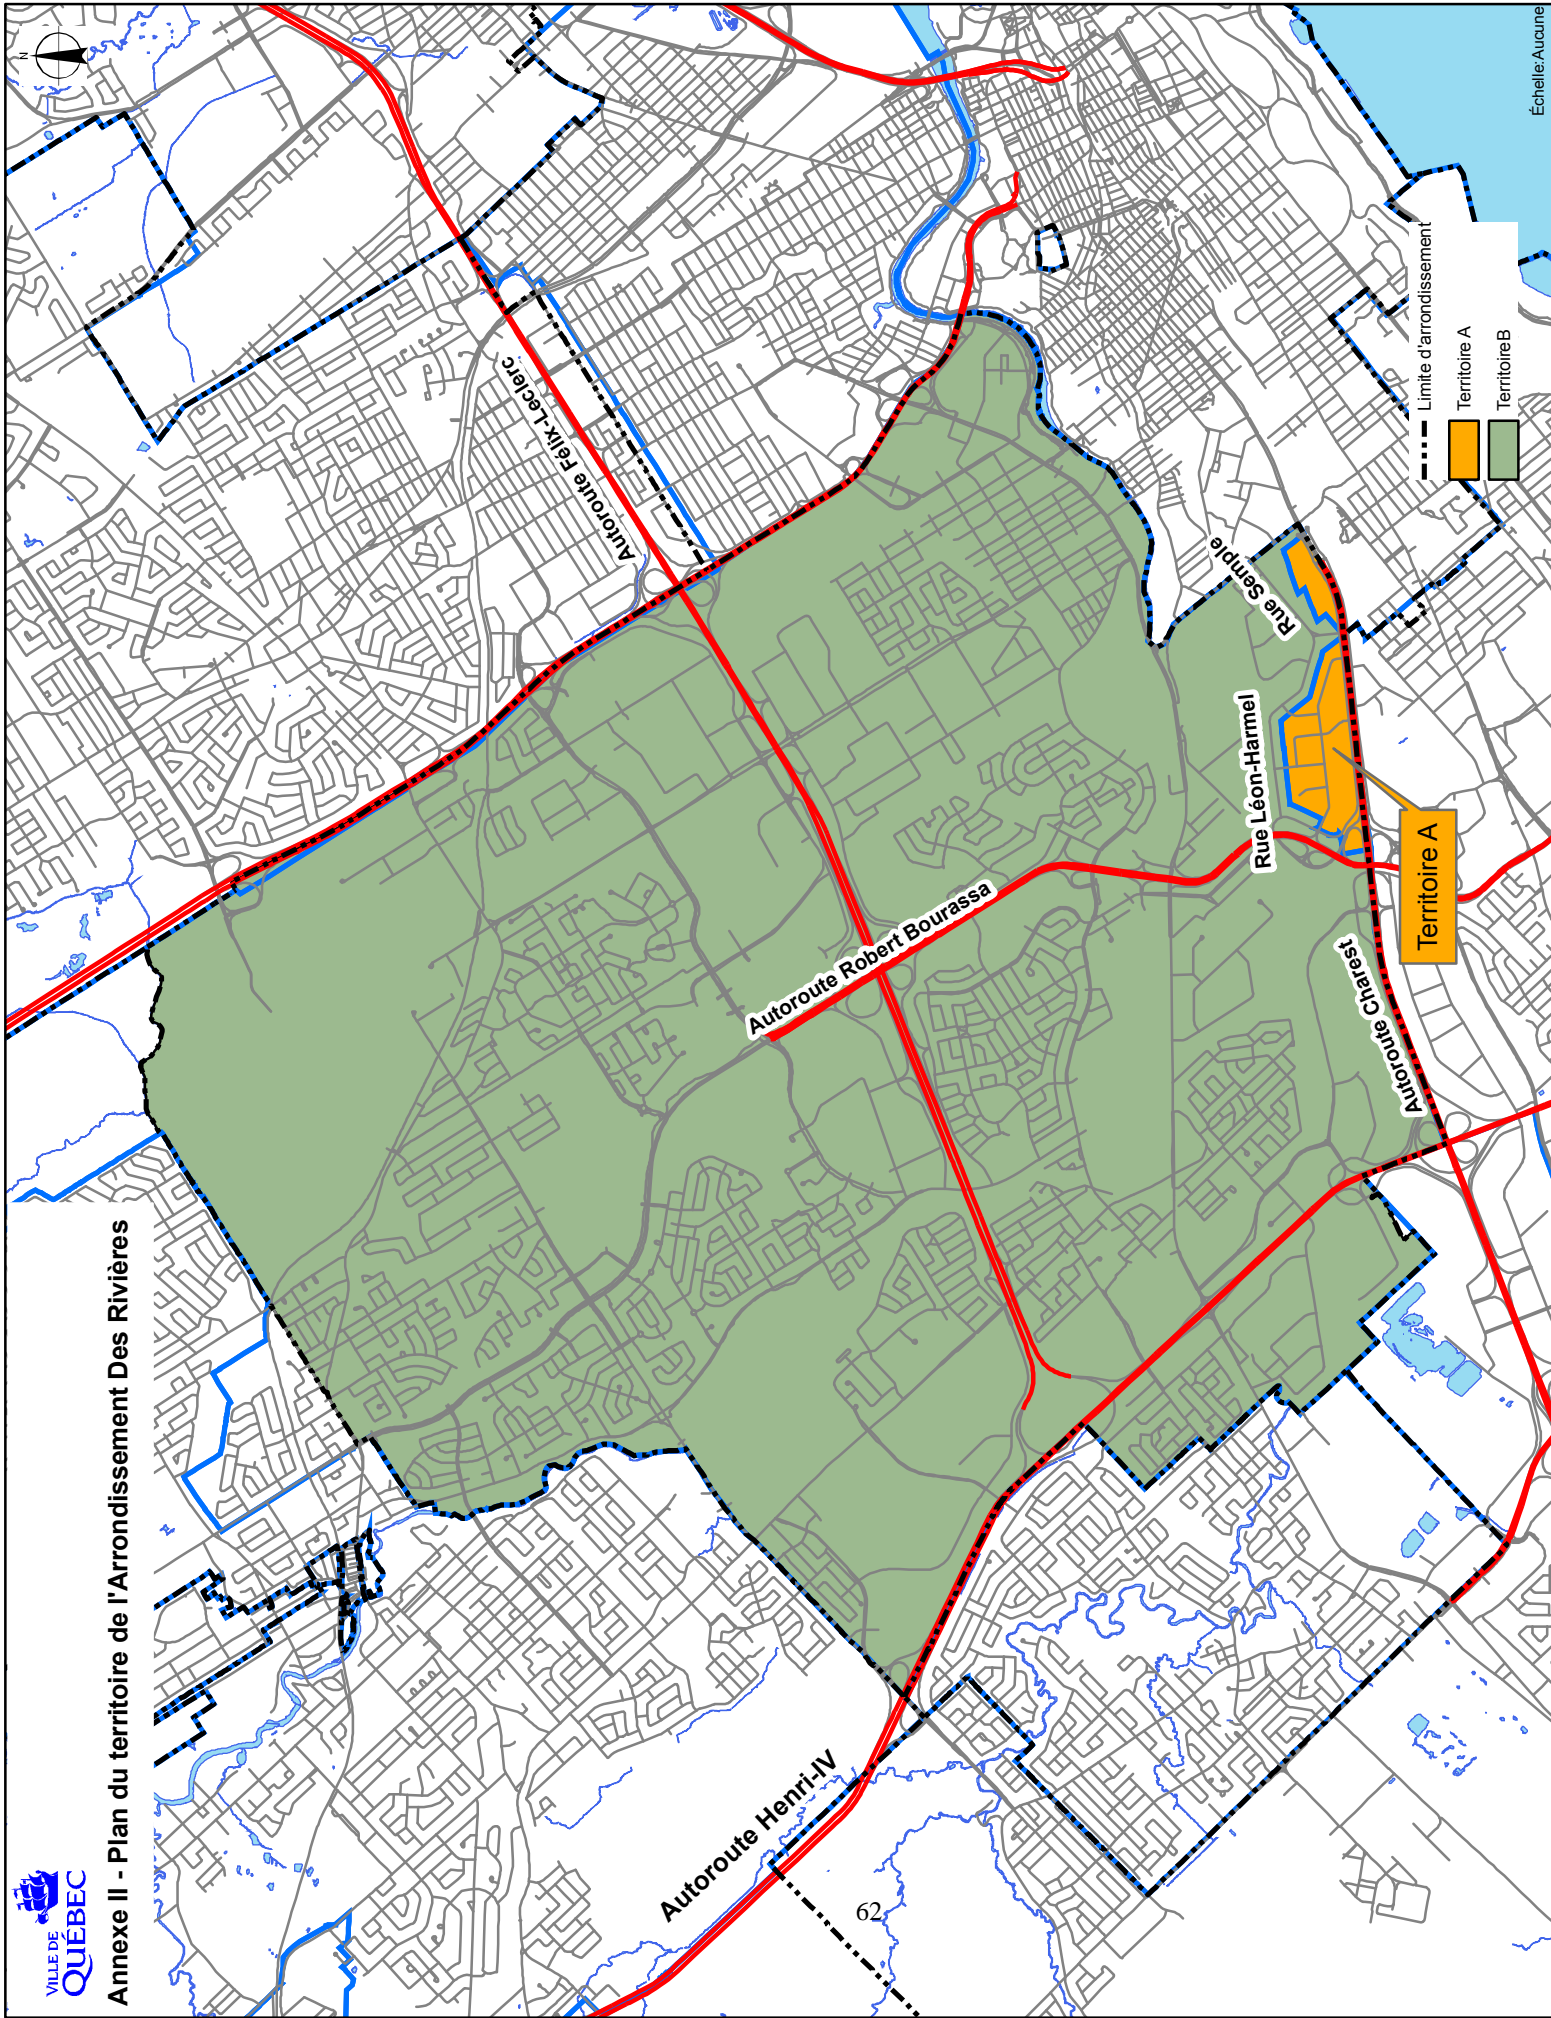 VILLE DE
QUÉBEC
Annexe II - Plan du territoire de l'Arrondissement Des Rivières
N
Autoroute Félix-Leclerc
Autoroute Robert Bourassa
Autoroute Henri-IV
Rue Semple
Rue Léon-Harmel
Autoroute Charest
Territoire A
Limite d'arrondissement
Territoire A
Territoire B
Échelle: Aucune
62